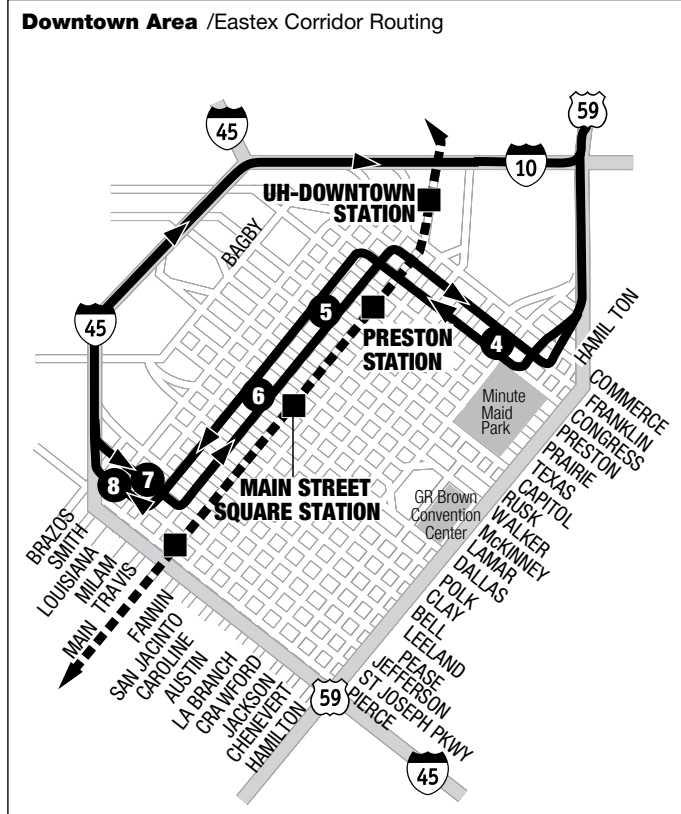 Downtown Area /Eastex Corridor Routing
59
45
10
UH-DOWNTOWN
STATION
BAGBY
45
5
PRESTON
STATION
4
HAMIL TON
6
Minute
Maid
Park
COMMERCE
FRANKLIN
CONGRESS
PRESTON
PRAIRIE
TEXAS
CAPITOL
RUSK
WALKER
McKINNEY
LAMAR
DALLAS
POLK
CLAY
BELL
LEELAND
PEASE
JEFFERSON
ST JOSEPH PKWY
PIERCE
7
8
MAIN STREET
SQUARE STATION
GR Brown
Convention
Center
BRAZOS
SMITH
LOUISIANA
MILAM
TRAVIS
MAIN
FANNIN
SAN JACINTO
CAROLINE
AUSTIN
LA BRANCH
CRAWFORD
JACKSON
CHENEVERT
HAMILTON
59
45